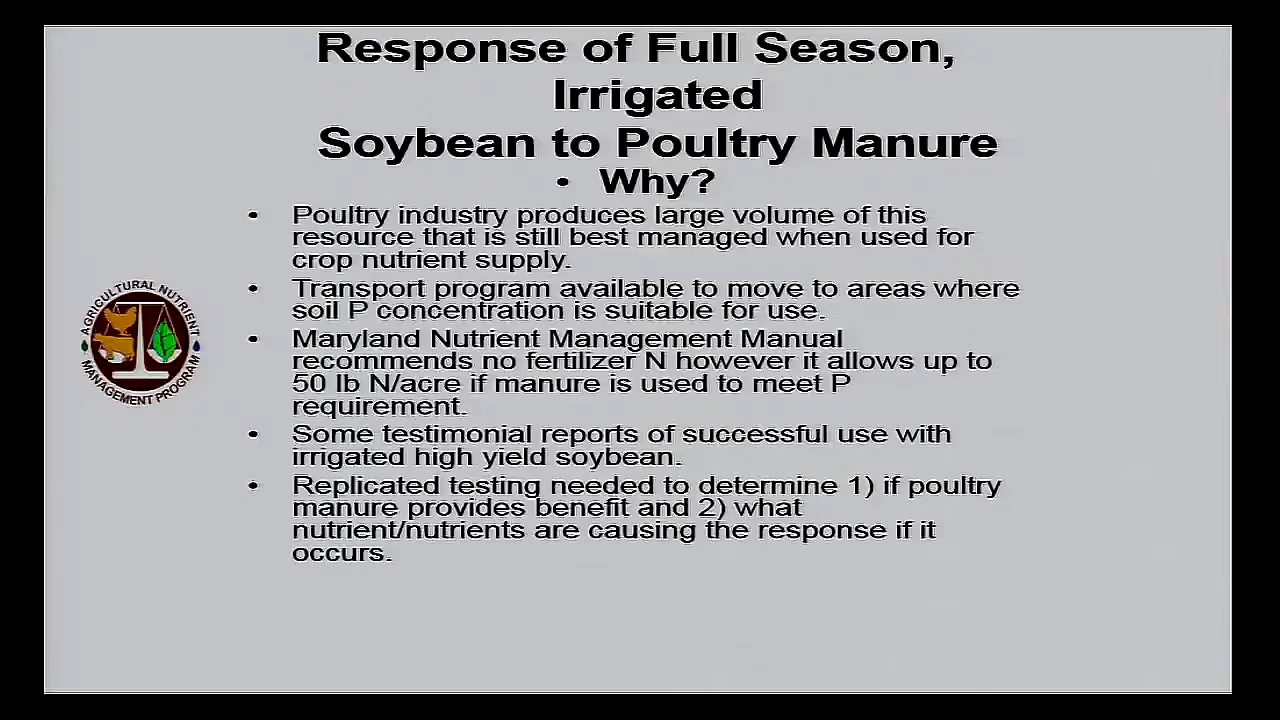 Response of Full Season,
Irrigated
Soybean to Poultry Manure
• Why?
• Poultry industry produces large volume of this
resource that is still best managed when used for
crop nutrient supply.
• Transport program available to move to areas where
soil P concentration is suitable for use.
• Maryland Nutrient Management Manual
recommends no fertilizer N however it allows up to
50 lb N/acre if manure is used to meet P
requirement.
• Some testimonial reports of successful use with
irrigated high yield soybean.
• Replicated testing needed to determine 1) if poultry
manure provides benefit and 2) what
nutrient/nutrients are causing the response if it
occurs.
AGRICULTURAL NUTRIENT
MANAGEMENT PROGRAM